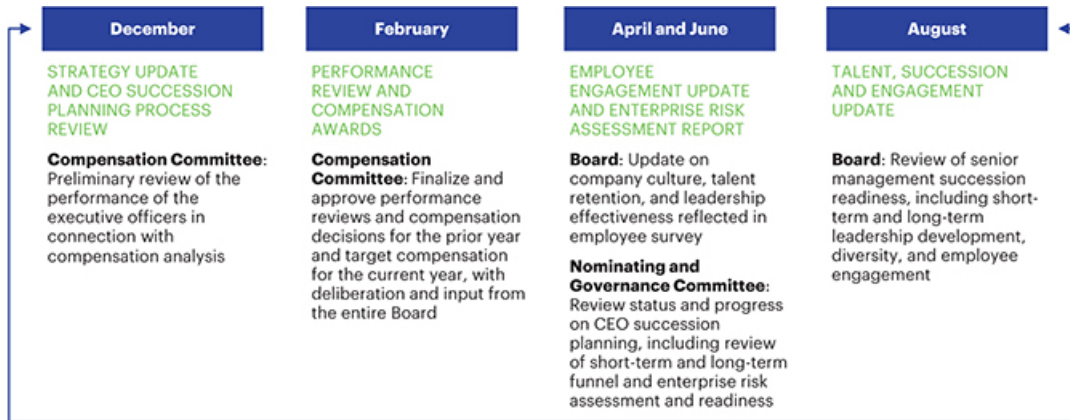 December
STRATEGY UPDATE
AND CEO SUCCESSION
PLANNING PROCESS
REVIEW
Compensation Committee:
Preliminary review of the
performance of the
executive officers in
connection with
compensation analysis
February
PERFORMANCE
REVIEW AND
COMPENSATION
AWARDS
Compensation
Committee: Finalize and
approve performance
reviews and compensation
decisions for the prior year
and target compensation
for the current year, with
deliberation and input from
the entire Board
April and June
EMPLOYEE
ENGAGEMENT UPDATE
AND ENTERPRISE RISK
ASSESSMENT REPORT
Board: Update on
company culture, talent
retention, and leadership
effectiveness reflected in
employee survey
Nominating and
Governance Committee:
Review status and progress
on CEO succession
planning, including review
of short-term and long-term
funnel and enterprise risk
assessment and readiness
August
TALENT, SUCCESSION
AND ENGAGEMENT
UPDATE
Board: Review of senior
management succession
readiness, including short-
term and long-term
leadership development,
diversity, and employee
engagement